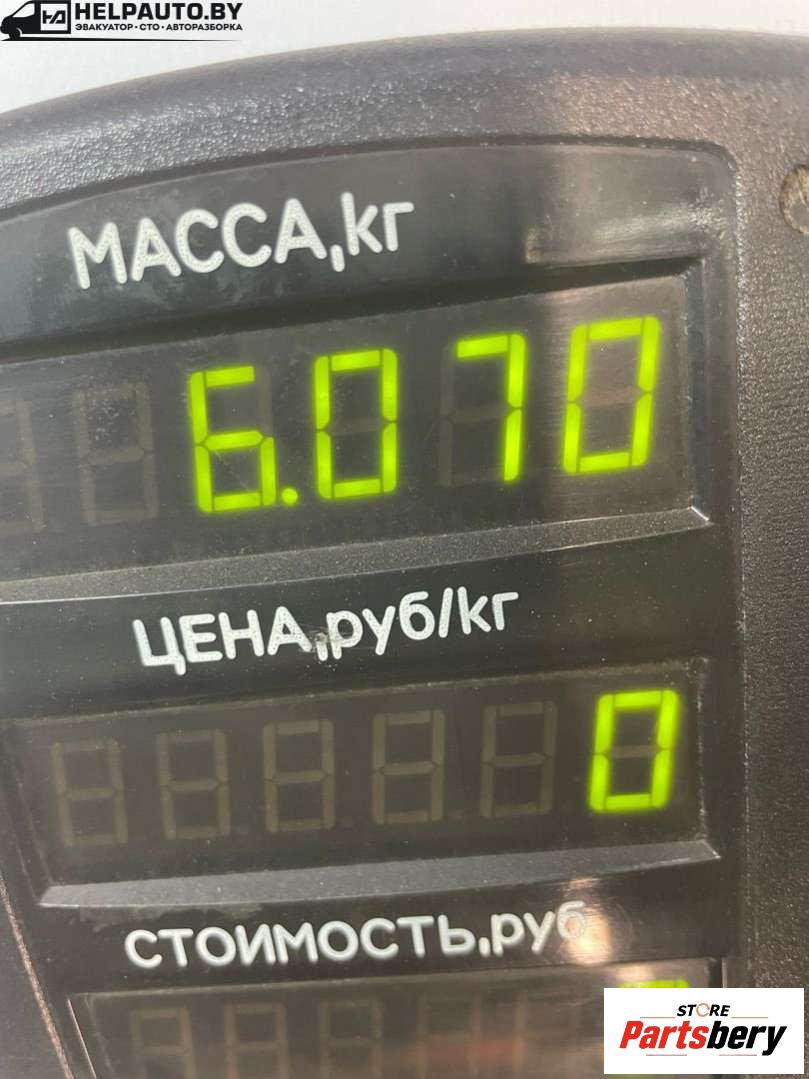 HELPAUTO.BY
ЭВАКУАТОР • СТО • АВТОРАЗБОРКА
МАССА,кг
6.070
ЦЕНА,руб/кг
0
СТОИМОСТЬ,руб
STORE
Partsbery